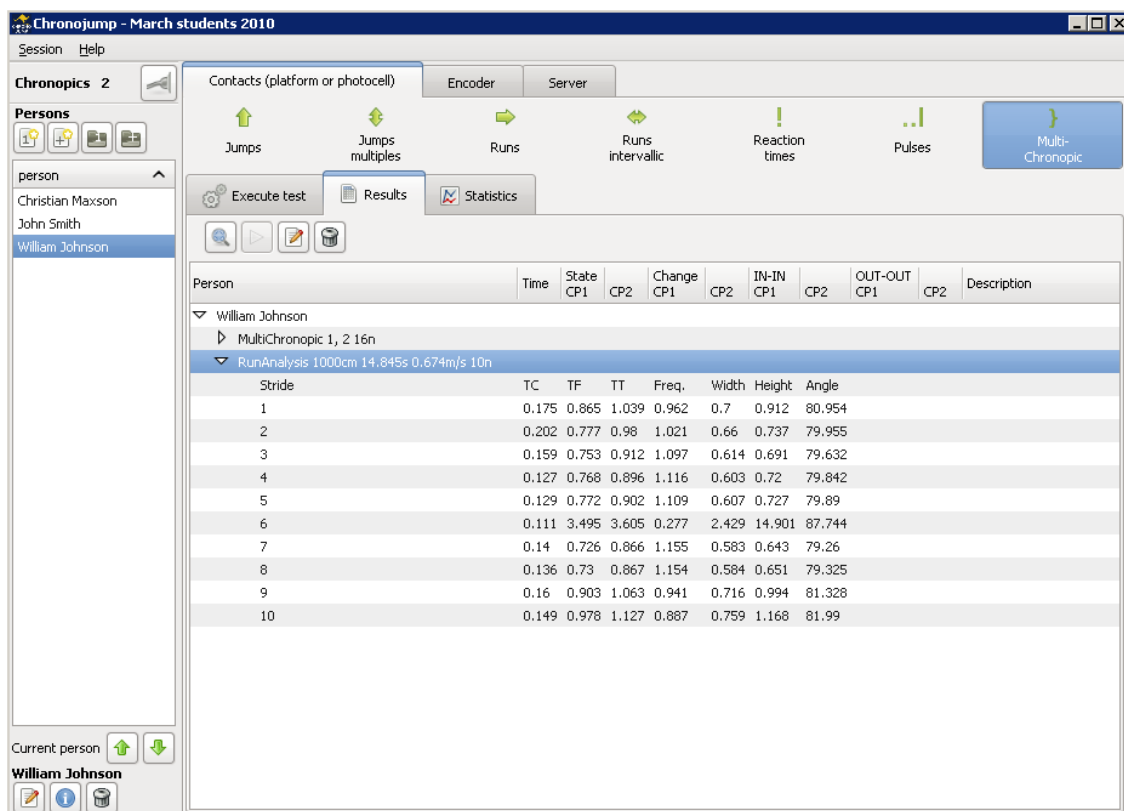 Chronojump - March students 2010
Session Help
Chronopics 2
Contacts (platform or photocell) Encoder Server
Persons
Jumps
Jumps multiples
Runs
Runs intervallic
Reaction times
Pulses
Multi-Chronopic
person
Christian Maxson
John Smith
William Johnson
Execute test Results Statistics
Person Time State CP1 CP2 Change CP1 CP2 IN-IN CP1 CP2 OUT-OUT CP1 CP2 Description
William Johnson
MultiChronopic 1, 2 16n
RunAnalysis 1000cm 14.845s 0.674m/s 10n
Stride TC TF TT Freq. Width Height Angle
1 0.175 0.865 1.039 0.962 0.7 0.912 80.954
2 0.202 0.777 0.98 1.021 0.66 0.737 79.955
3 0.159 0.753 0.912 1.097 0.614 0.691 79.632
4 0.127 0.768 0.896 1.116 0.603 0.72 79.842
5 0.129 0.772 0.902 1.109 0.607 0.727 79.89
6 0.111 3.495 3.605 0.277 2.429 14.901 87.744
7 0.14 0.726 0.866 1.155 0.583 0.643 79.26
8 0.136 0.73 0.867 1.154 0.584 0.651 79.325
9 0.16 0.903 1.063 0.941 0.716 0.994 81.328
10 0.149 0.978 1.127 0.887 0.759 1.168 81.99
Current person
William Johnson